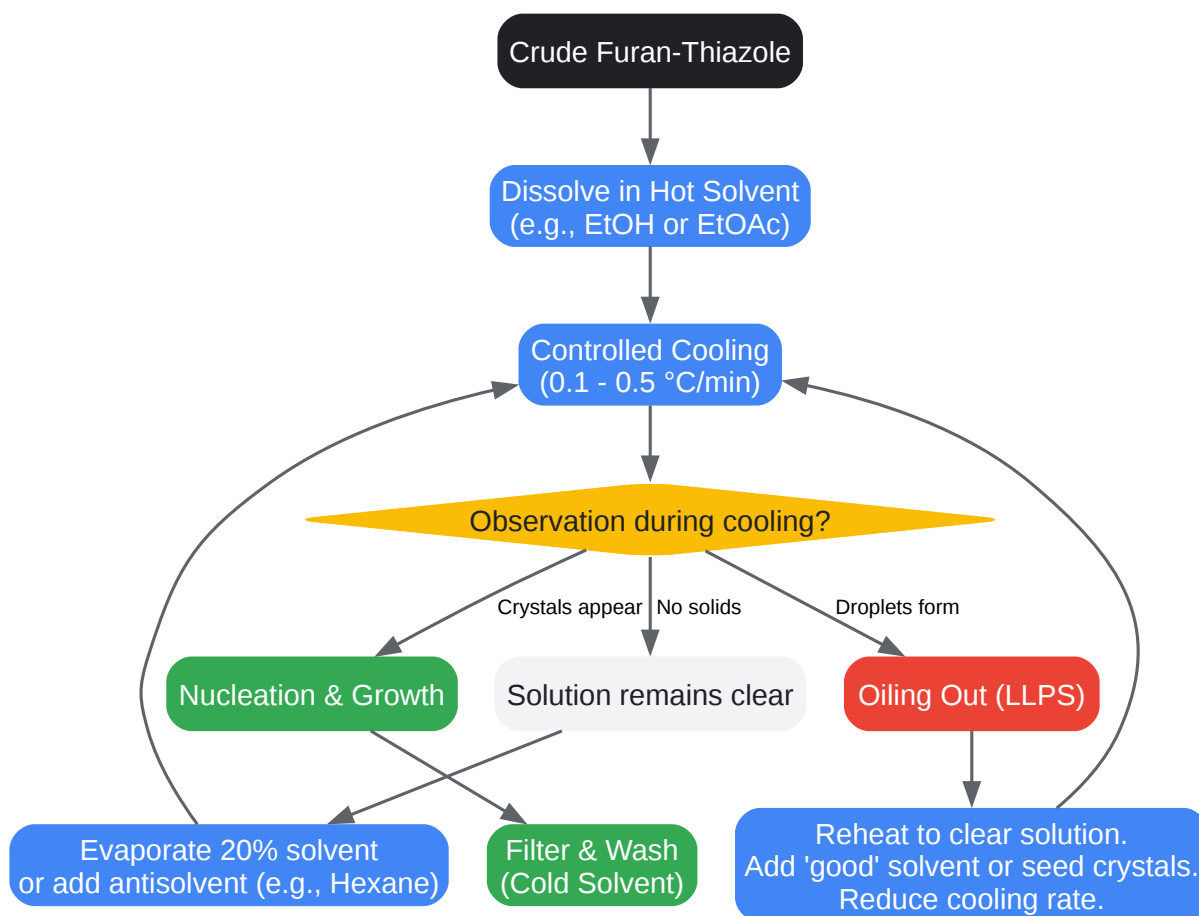 Crude Furan-Thiazole
Dissolve in Hot Solvent
(e.g., EtOH or EtOAc)
Controlled Cooling
(0.1 - 0.5 °C/min)
Observation during cooling?
Crystals appear
No solids
Droplets form
Nucleation & Growth
Solution remains clear
Oiling Out (LLPS)
Evaporate 20% solvent
or add antisolvent (e.g., Hexane)
Filter & Wash
(Cold Solvent)
Reheat to clear solution.
Add 'good' solvent or seed crystals.
Reduce cooling rate.